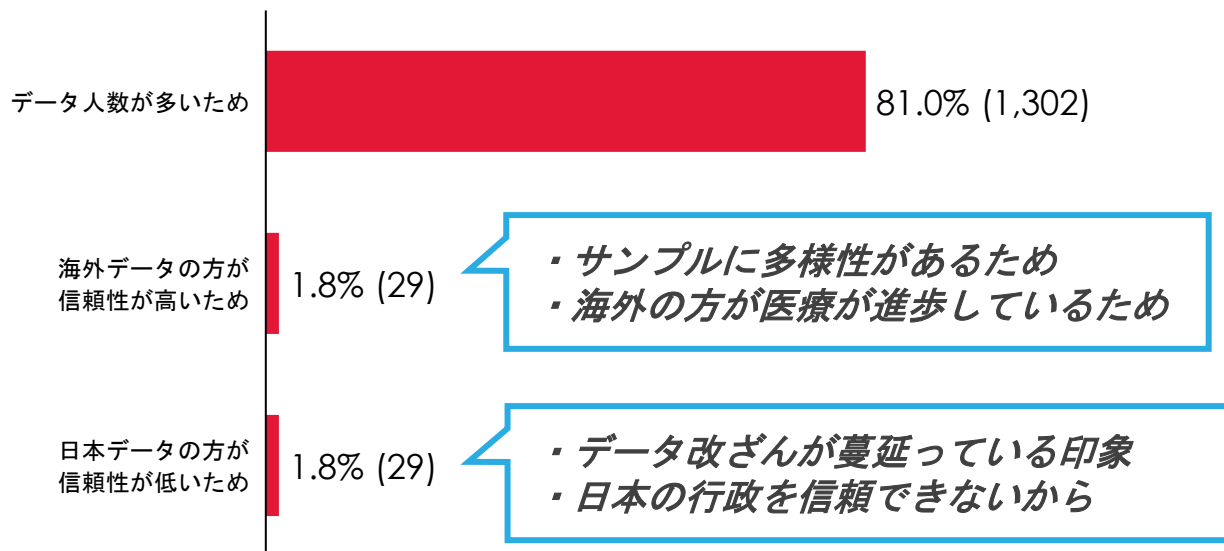 データ人数が多いため
81.0% (1,302)
海外データの方が
信頼性が高いため
1.8% (29)
・サンプルに多様性があるため
・海外の方が医療が進歩しているため
日本データの方が
信頼性が低いため
1.8% (29)
・データ改ざんが蔓延っている印象
・日本の行政を信頼できないから